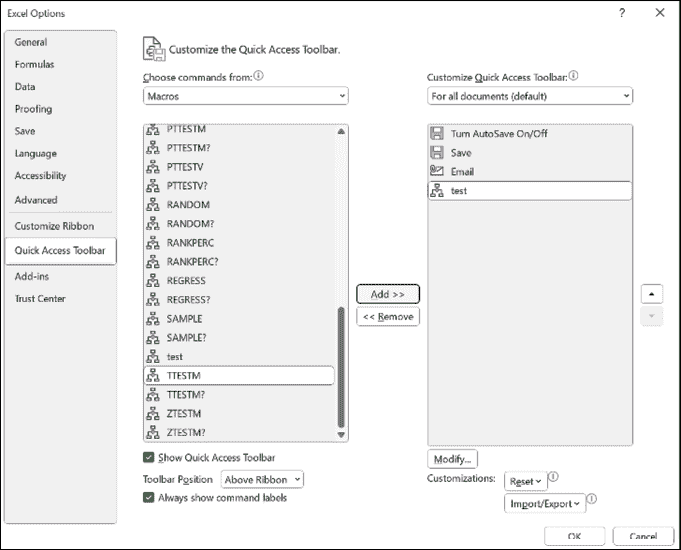 Excel Options
?
General
Formulas
Data
Proofing
Save
Language
Accessibility
Advanced
Customize Ribbon
Quick Access Toolbar
Add-ins
Trust Center
Customize the Quick Access Toolbar.
Choose commands from:
Macros
PTTESTM
PTTESTM?
PTTESTV
PTTESTV?
RANDOM
RANDOM?
RANKPERC
RANKPERC?
REGRESS
REGRESS?
SAMPLE
SAMPLE?
test
TTESTM
TTESTM?
ZTESTM
ZTESTM?
Show Quick Access Toolbar
Toolbar Position Above Ribbon
Always show command labels
Add >>
<< Remove
Customize Quick Access Toolbar:
For all documents (default)
Turn AutoSave On/Off
Save
Email
test
Modify...
Customizations: Reset
Import/Export
OK Cancel